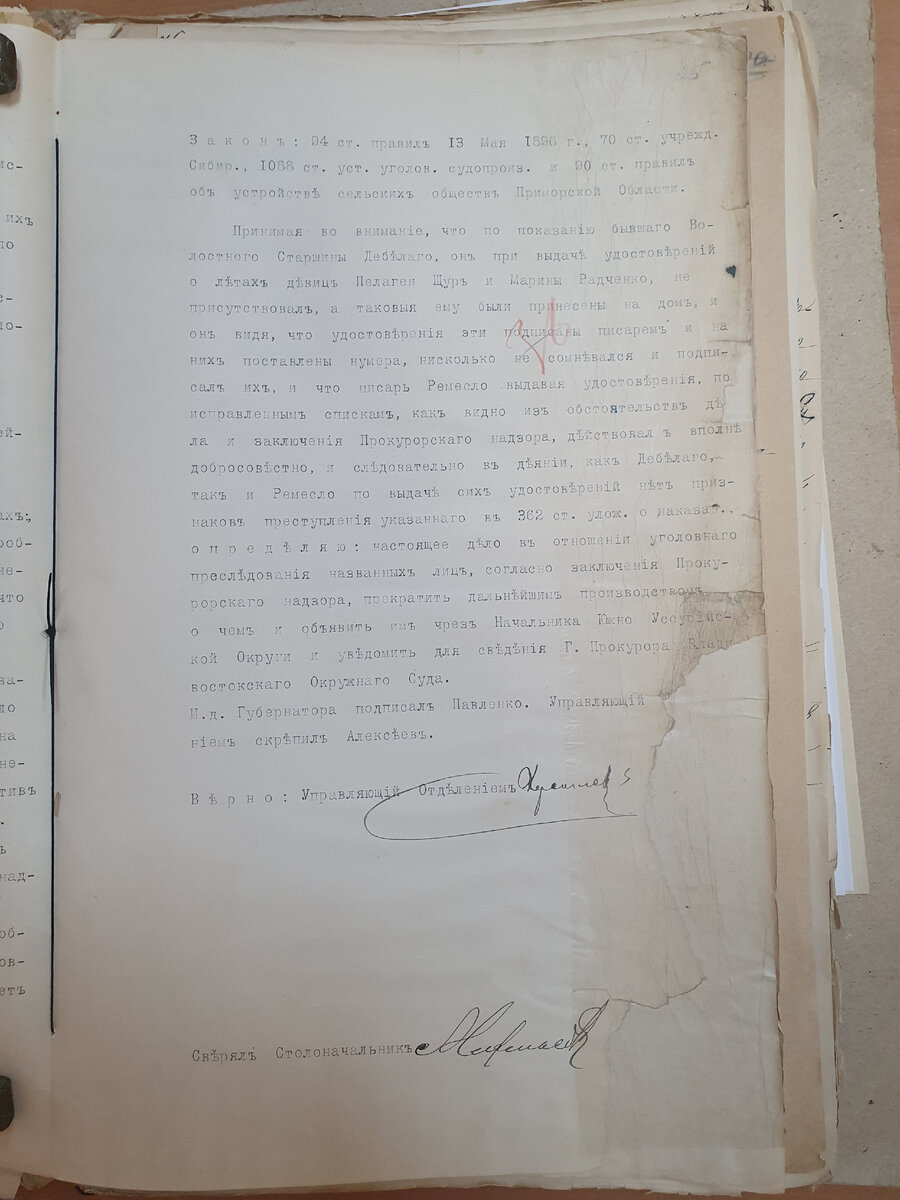 25
Законъ: 94 ст. правилъ 13 Мая 1896 г., 70 ст. учрежд.
Сибир., 1088 ст. уст. уголов. судопроиз. и 90 ст. правилъ
объ устройствѣ сельскихъ обществъ Приморской Области.
Принимая во вниманіе, что по показанію бывшаго Во-
лостного Старшины Дебѣлаго, онъ при выдачѣ удостовѣреній
о лѣтахъ дѣвицъ Пелагеи Щуръ и Марины Радченко, не
присутствовалъ, а таковыя ему были принесены на домъ, и
онъ видя, что удостовѣренія эти подписаны писаремъ и на
нихъ поставлены нумера, нисколько не сомнѣвался и подпи-
салъ ихъ, и что писарь Ремесло выдавая удостовѣренія, по
исправленнымъ спискамъ, какъ видно изъ обстоятельствъ дѣ
ла и заключенія Прокурорскаго надзора, дѣйствовалъ вполнѣ
добросовѣстно, и слѣдовательно въ дѣяніи, какъ Дебѣлаго,-
такъ и Ремесло по выдачѣ сихъ удостовѣреній нѣтъ приз-
наковъ преступленія указаннаго въ 362 ст. улож. о наказан.,
опредѣляю: настоящее дѣло въ отношеніи уголовнаго
преслѣдованія названныхъ лицъ, согласно заключенія Проку-
рорскаго надзора, прекратить дальнѣйшимъ производствомъ
о чемъ и объявить имъ чрезъ Начальника Южно Уссурійс-
кой Округи и увѣдомить для свѣдѣнія Г. Прокурора Влади
востокскаго Окружнаго Суда.
И.д. Губернатора подписалъ Павленко. Управляющій
ніемъ скрѣпилъ Алексѣевъ.
Вѣрно: Управляющій Отдѣленіемъ
Свѣрялъ Столоначальникъ